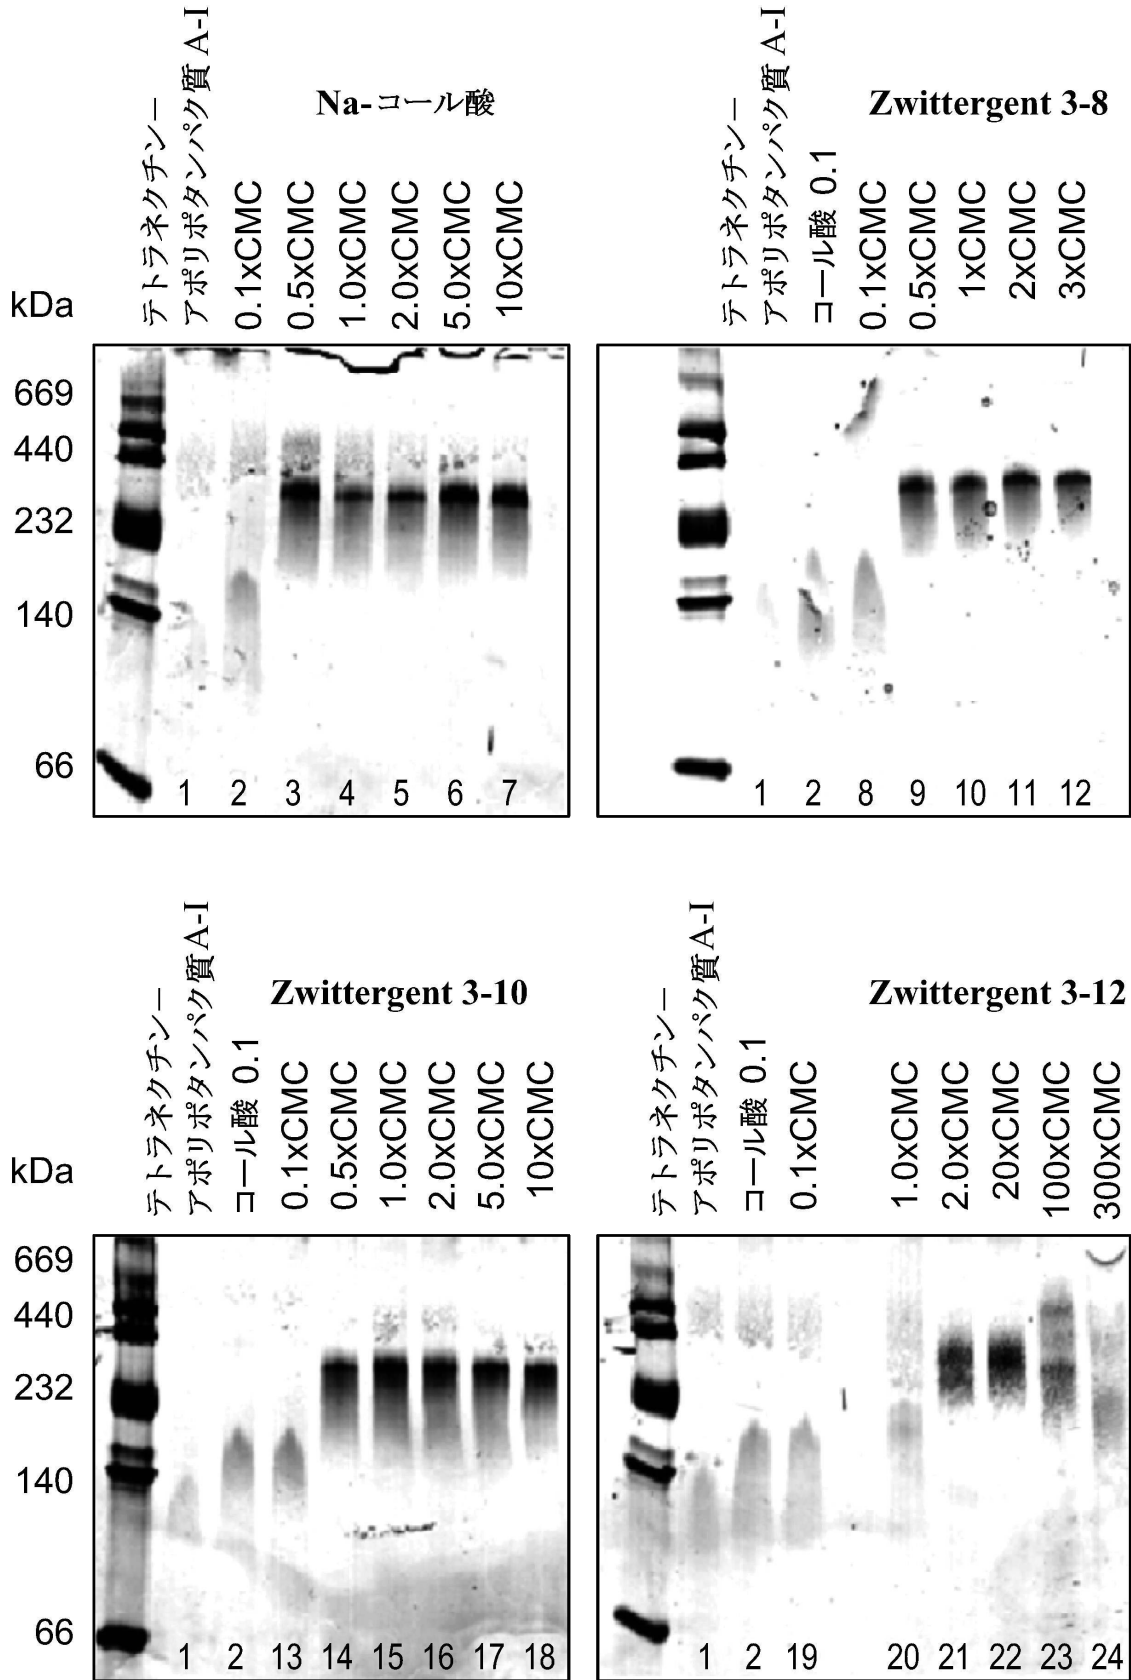 Na-コール酸
テトラネクチン－
アポリポタンパク質 A-I
0.1xCMC
0.5xCMC
1.0xCMC
2.0xCMC
5.0xCMC
10xCMC
kDa
669
440
232
140
66
1 2 3 4 5 6 7
Zwittergent 3-8
テトラネクチン－
アポリポタンパク質 A-I
コール酸 0.1
0.1xCMC
0.5xCMC
1xCMC
2xCMC
3xCMC
1 2 8 9 10 11 12
Zwittergent 3-10
テトラネクチン－
アポリポタンパク質 A-I
コール酸 0.1
0.1xCMC
0.5xCMC
1.0xCMC
2.0xCMC
5.0xCMC
10xCMC
kDa
669
440
232
140
66
1 2 13 14 15 16 17 18
Zwittergent 3-12
テトラネクチン－
アポリポタンパク質 A-I
コール酸 0.1
0.1xCMC
1.0xCMC
2.0xCMC
20xCMC
100xCMC
300xCMC
1 2 19 20 21 22 23 24